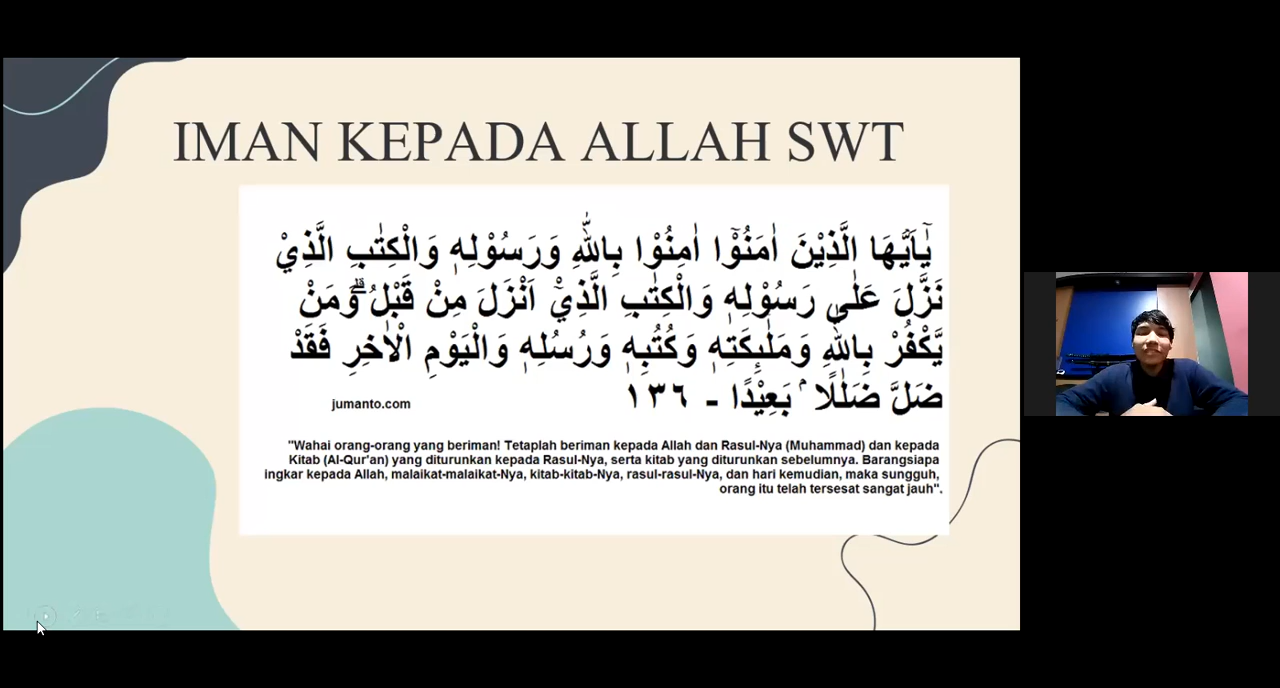 IMAN KEPADA ALLAH SWT
يٰٓاَيُّهَا الَّذِيْنَ اٰمَنُوْٓا اٰمِنُوْا بِاللّٰهِ وَرَسُوْلِهٖ وَالْكِتٰبِ الَّذِيْ
نَزَّلَ عَلٰى رَسُوْلِهٖ وَالْكِتٰبِ الَّذِيْٓ اَنْزَلَ مِنْ قَبْلُ ۗوَمَنْ
يَّكْفُرْ بِاللّٰهِ وَمَلٰۤىِٕكَتِهٖ وَكُتُبِهٖ وَرُسُلِهٖ وَالْيَوْمِ الْاٰخِرِ فَقَدْ
ضَلَّ ضَلٰلًا ۢ بَعِيْدًا - ١٣٦
jumanto.com
"Wahai orang-orang yang beriman! Tetaplah beriman kepada Allah dan Rasul-Nya (Muhammad) dan kepada
Kitab (Al-Qur'an) yang diturunkan kepada Rasul-Nya, serta kitab yang diturunkan sebelumnya. Barangsiapa
ingkar kepada Allah, malaikat-malaikat-Nya, kitab-kitab-Nya, rasul-rasul-Nya, dan hari kemudian, maka sungguh,
orang itu telah tersesat sangat jauh".